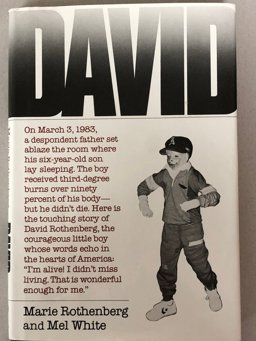 DAVID
On March 3, 1983,
a despondent father set
ablaze the room where
his six-year-old son
lay sleeping. The boy
received third-degree
burns over ninety
percent of his body—
but he didn't die. Here is
the touching story of
David Rothenberg, the
courageous little boy
whose words echo in
the hearts of America:
"I'm alive! I didn't miss
living. That is wonderful
enough for me."
Marie Rothenberg
and Mel White
A